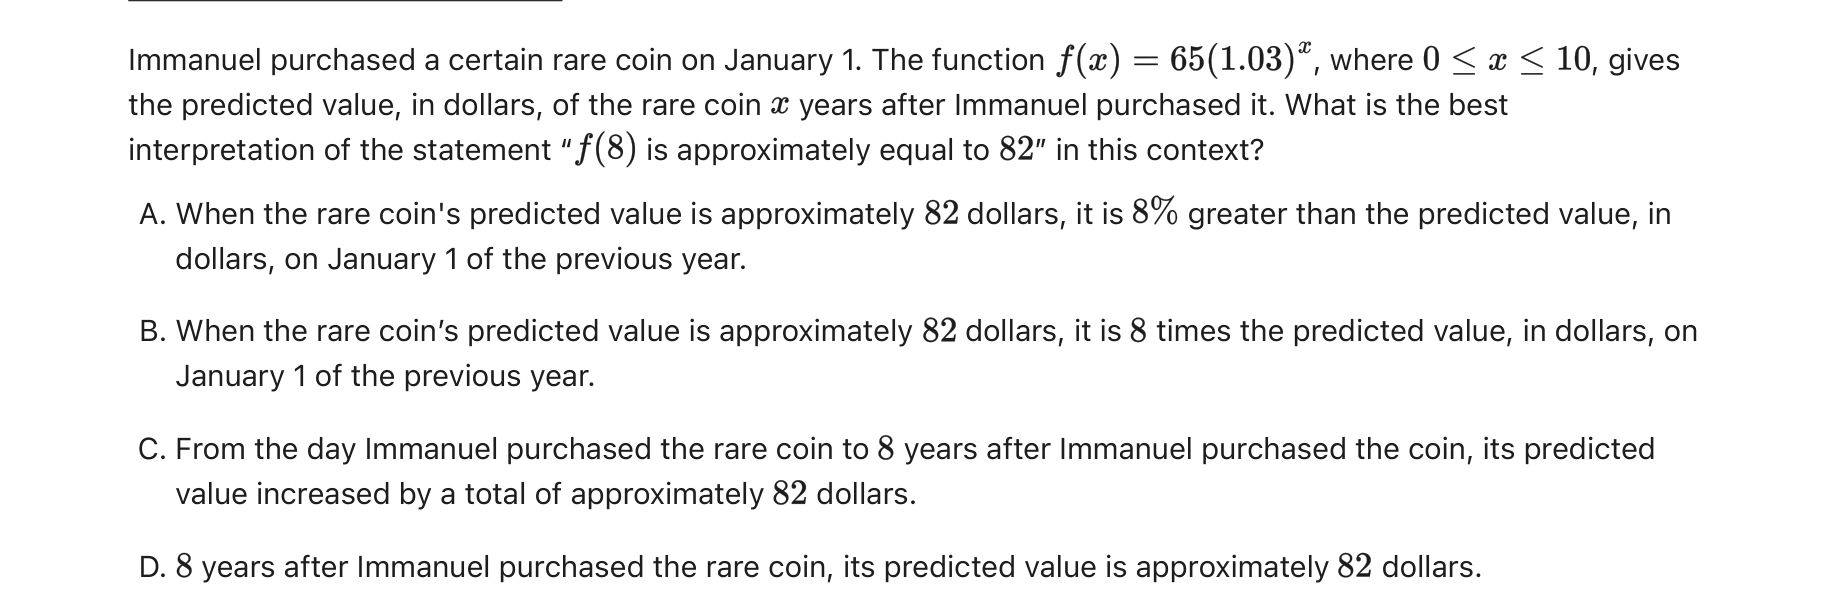 Immanuel purchased a certain rare coin on January 1. The function f(x) = 65(1.03)^x, where 0 ≤ x ≤ 10, gives
the predicted value, in dollars, of the rare coin x years after Immanuel purchased it. What is the best
interpretation of the statement “f(8) is approximately equal to 82” in this context?
A. When the rare coin's predicted value is approximately 82 dollars, it is 8% greater than the predicted value, in
dollars, on January 1 of the previous year.
B. When the rare coin’s predicted value is approximately 82 dollars, it is 8 times the predicted value, in dollars, on
January 1 of the previous year.
C. From the day Immanuel purchased the rare coin to 8 years after Immanuel purchased the coin, its predicted
value increased by a total of approximately 82 dollars.
D. 8 years after Immanuel purchased the rare coin, its predicted value is approximately 82 dollars.